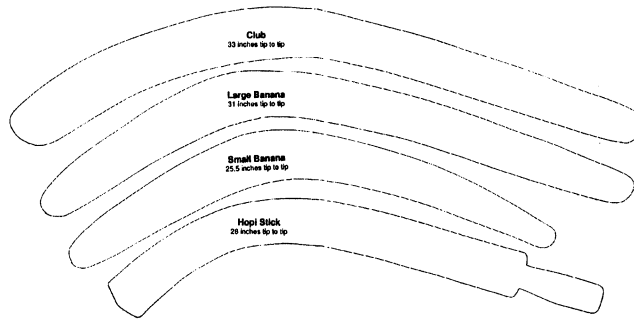 Club
33 inches tip to tip
Large Banana
31 inches tip to tip
Small Banana
25.5 inches tip to tip
Hopi Stick
28 inches tip to tip